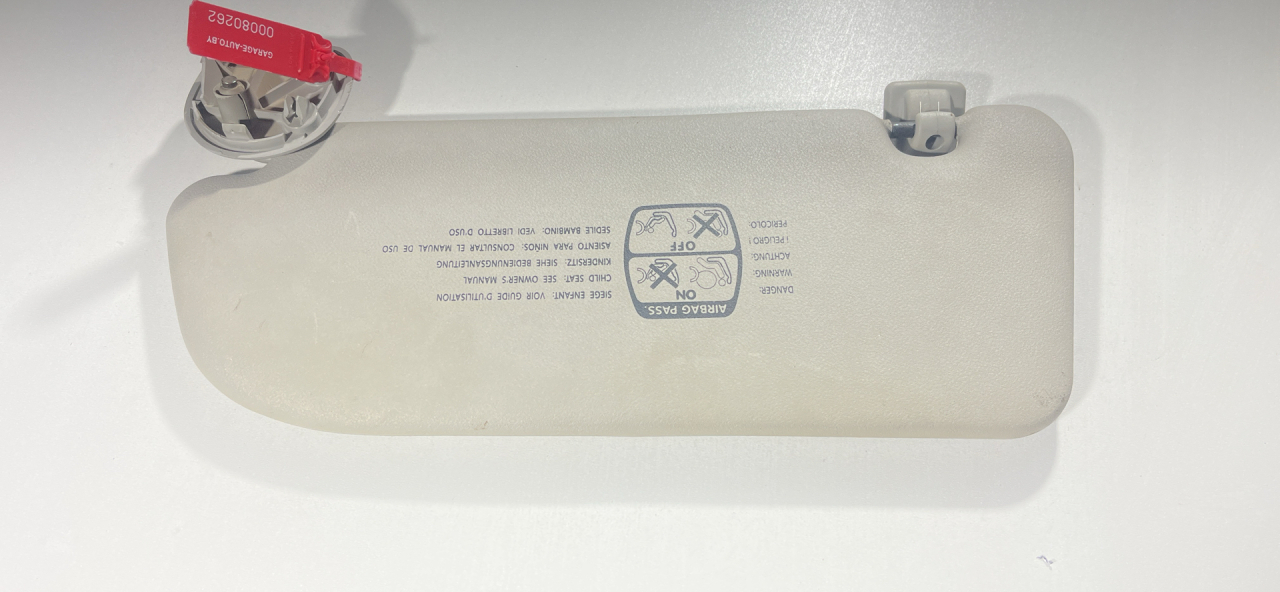 GARAGE-AUTO.BY
00080262
AIRBAG PASS.
ON
OFF
DANGER:
WARNING:
ACHTUNG:
¡ PELIGRO !
PERICOLO:
SIEGE ENFANT: VOIR GUIDE D'UTILISATION
CHILD SEAT: SEE OWNER'S MANUAL
KINDERSITZ: SIEHE BEDIENUNGSANLEITUNG
ASIENTO PARA NIÑOS: CONSULTAR EL MANUAL DE USO
SEDILE BAMBINO: VEDI LIBRETTO D'USO